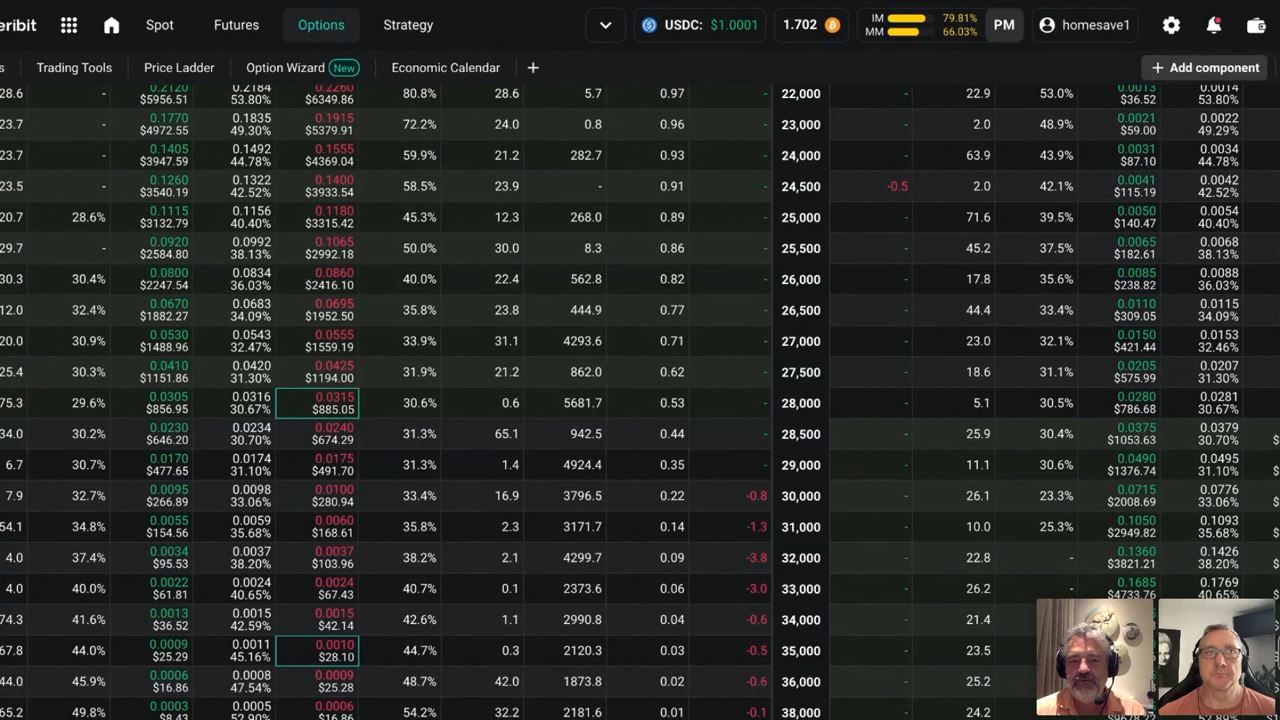 eribit Spot Futures Options Strategy USDC: $1.0001 1.702 IM 79.81% MM 66.03% PM homesave1
s Trading Tools Price Ladder Option Wizard New Economic Calendar + + Add component
28.6 - 0.2120 0.2184 0.2260 80.8% 28.6 5.7 0.97 - 22,000 - 22.9 53.0% 0.0013 0.0014
$5956.51 53.80% $6349.86 $36.52 53.80%
23.7 - 0.1770 0.1835 0.1915 72.2% 24.0 0.8 0.96 - 23,000 - 2.0 48.9% 0.0021 0.0022
$4972.55 49.30% $5379.91 $59.00 49.29%
23.7 - 0.1405 0.1492 0.1555 59.9% 21.2 282.7 0.93 - 24,000 - 63.9 43.9% 0.0031 0.0034
$3947.59 44.78% $4369.04 $87.10 44.78%
23.5 - 0.1260 0.1322 0.1400 58.5% 23.9 - 0.91 - 24,500 -0.5 2.0 42.1% 0.0041 0.0042
$3540.19 42.52% $3933.54 $115.19 42.52%
20.7 28.6% 0.1115 0.1156 0.1180 45.3% 12.3 268.0 0.89 - 25,000 - 71.6 39.5% 0.0050 0.0054
$3132.79 40.40% $3315.42 $140.47 40.40%
29.7 - 0.0920 0.0992 0.1065 50.0% 30.0 8.3 0.86 - 25,500 - 45.2 37.5% 0.0065 0.0068
$2584.80 38.13% $2992.18 $182.61 38.13%
30.3 30.4% 0.0800 0.0834 0.0860 40.0% 22.4 562.8 0.82 - 26,000 - 17.8 35.6% 0.0085 0.0088
$2247.54 36.03% $2416.10 $238.82 36.03%
12.0 32.4% 0.0670 0.0683 0.0695 35.8% 23.8 444.9 0.77 - 26,500 - 44.4 33.4% 0.0110 0.0115
$1882.27 34.09% $1952.50 $309.05 34.09%
20.0 30.9% 0.0530 0.0543 0.0555 33.9% 31.1 4293.6 0.71 - 27,000 - 23.0 32.1% 0.0150 0.0153
$1488.96 32.47% $1559.19 $421.44 32.46%
25.4 30.3% 0.0410 0.0420 0.0425 31.9% 21.2 862.0 0.62 - 27,500 - 18.6 31.1% 0.0205 0.0207
$1151.86 31.30% $1194.00 $575.99 31.30%
75.3 29.6% 0.0305 0.0316 0.0315 30.6% 0.6 5681.7 0.53 - 28,000 - 5.1 30.5% 0.0280 0.0281
$856.95 30.67% $885.05 $786.68 30.67%
34.0 30.2% 0.0230 0.0234 0.0240 31.3% 65.1 942.5 0.44 - 28,500 - 25.9 30.4% 0.0375 0.0379
$646.20 30.70% $674.29 $1053.63 30.70% $
6.7 30.7% 0.0170 0.0174 0.0175 31.3% 1.4 4924.4 0.35 - 29,000 - 11.1 30.6% 0.0490 0.0495
$477.65 31.10% $491.70 $1376.74 31.10% $
7.9 32.7% 0.0095 0.0098 0.0100 33.4% 16.9 3796.5 0.22 -0.8 30,000 - 26.1 23.3% 0.0715 0.0776
$266.89 33.06% $280.94 $2008.69 33.06% $
54.1 34.8% 0.0055 0.0059 0.0060 35.8% 2.3 3171.7 0.14 -1.3 31,000 - 10.0 25.3% 0.1050 0.1093
$154.56 35.68% $168.61 $2949.82 35.68% $
4.0 37.4% 0.0034 0.0037 0.0037 38.2% 2.1 4299.7 0.09 -3.8 32,000 - 22.8 - 0.1360 0.1426
$95.53 38.20% $103.96 $3821.21 38.20% $
4.0 40.0% 0.0022 0.0024 0.0024 40.7% 0.1 2373.6 0.06 -3.0 33,000 - 26.2 - 0.1685 0.1769
$61.81 40.65% $67.43 $4733.76 40.65% $
74.3 41.6% 0.0013 0.0015 0.0015 42.6% 1.1 2990.8 0.04 -0.6 34,000 - 21.4
$36.52 42.59% $42.14
67.8 44.0% 0.0009 0.0011 0.0010 44.7% 0.3 2120.3 0.03 -0.5 35,000 - 23.5
$25.29 45.16% $28.10
44.0 45.9% 0.0006 0.0008 0.0009 48.7% 42.0 1873.8 0.02 -0.6 36,000 - 25.2
$16.86 47.54% $25.28
65.2 49.8% 0.0003 0.0005 0.0006 54.2% 32.2 2181.6 0.01 -0.1 38,000 - 24.2
$8.43 52.90% $16.86